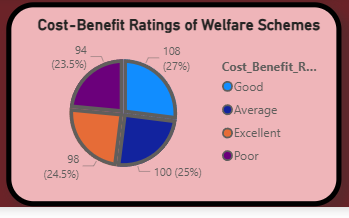 Cost-Benefit Ratings of Welfare Schemes
94
(23.5%)
108
(27%)
98
(24.5%)
100 (25%)
Cost_Benefit_R...
Good
Average
Excellent
Poor